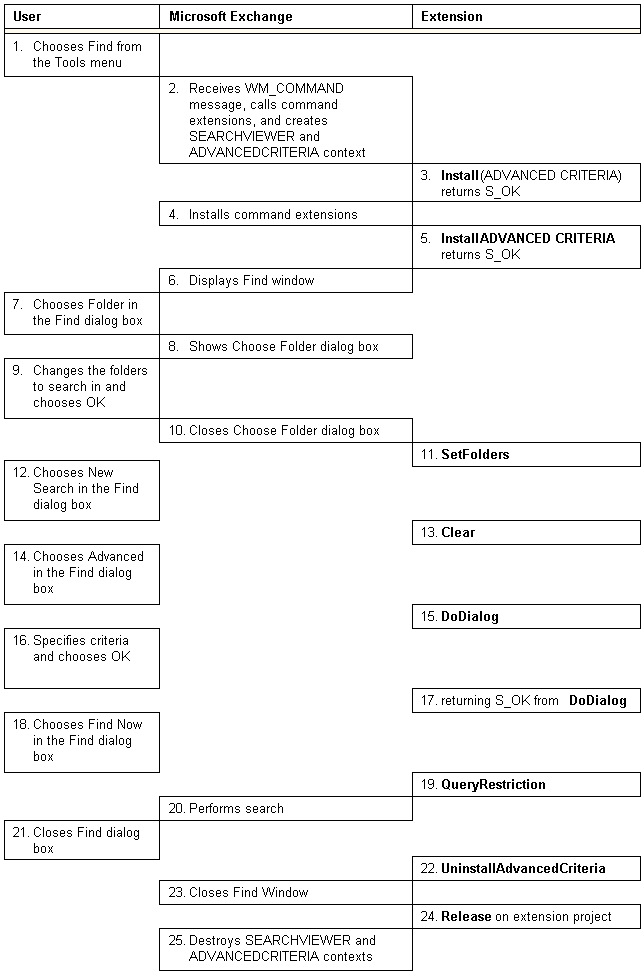 User Microsoft Exchange Extension
1. Chooses Find from
the Tools menu
2. Receives WM_COMMAND
message, calls command
extensions, and creates
SEARCHVIEWER and
ADVANCEDCRITERIA context
3. Install(ADVANCED CRITERIA)
returns S_OK
4. Installs command extensions
5. InstallADVANCED CRITERIA
returns S_OK
6. Displays Find window
7. Chooses Folder in
the Find dialog box
8. Shows Choose Folder dialog box
9. Changes the folders
to search in and
chooses OK
10. Closes Choose Folder dialog box
11. SetFolders
12. Chooses New
Search in the Find
dialog box
13. Clear
14. Chooses Advanced
in the Find dialog
box
15. DoDialog
16. Specifies criteria
and chooses OK
17. returning S_OK from DoDialog
18. Chooses Find Now
in the Find dialog
box
19. QueryRestriction
20. Performs search
21. Closes Find dialog
box
22. UninstallAdvancedCriteria
23. Closes Find Window
24. Release on extension project
25. Destroys SEARCHVIEWER and
ADVANCEDCRITERIA contexts